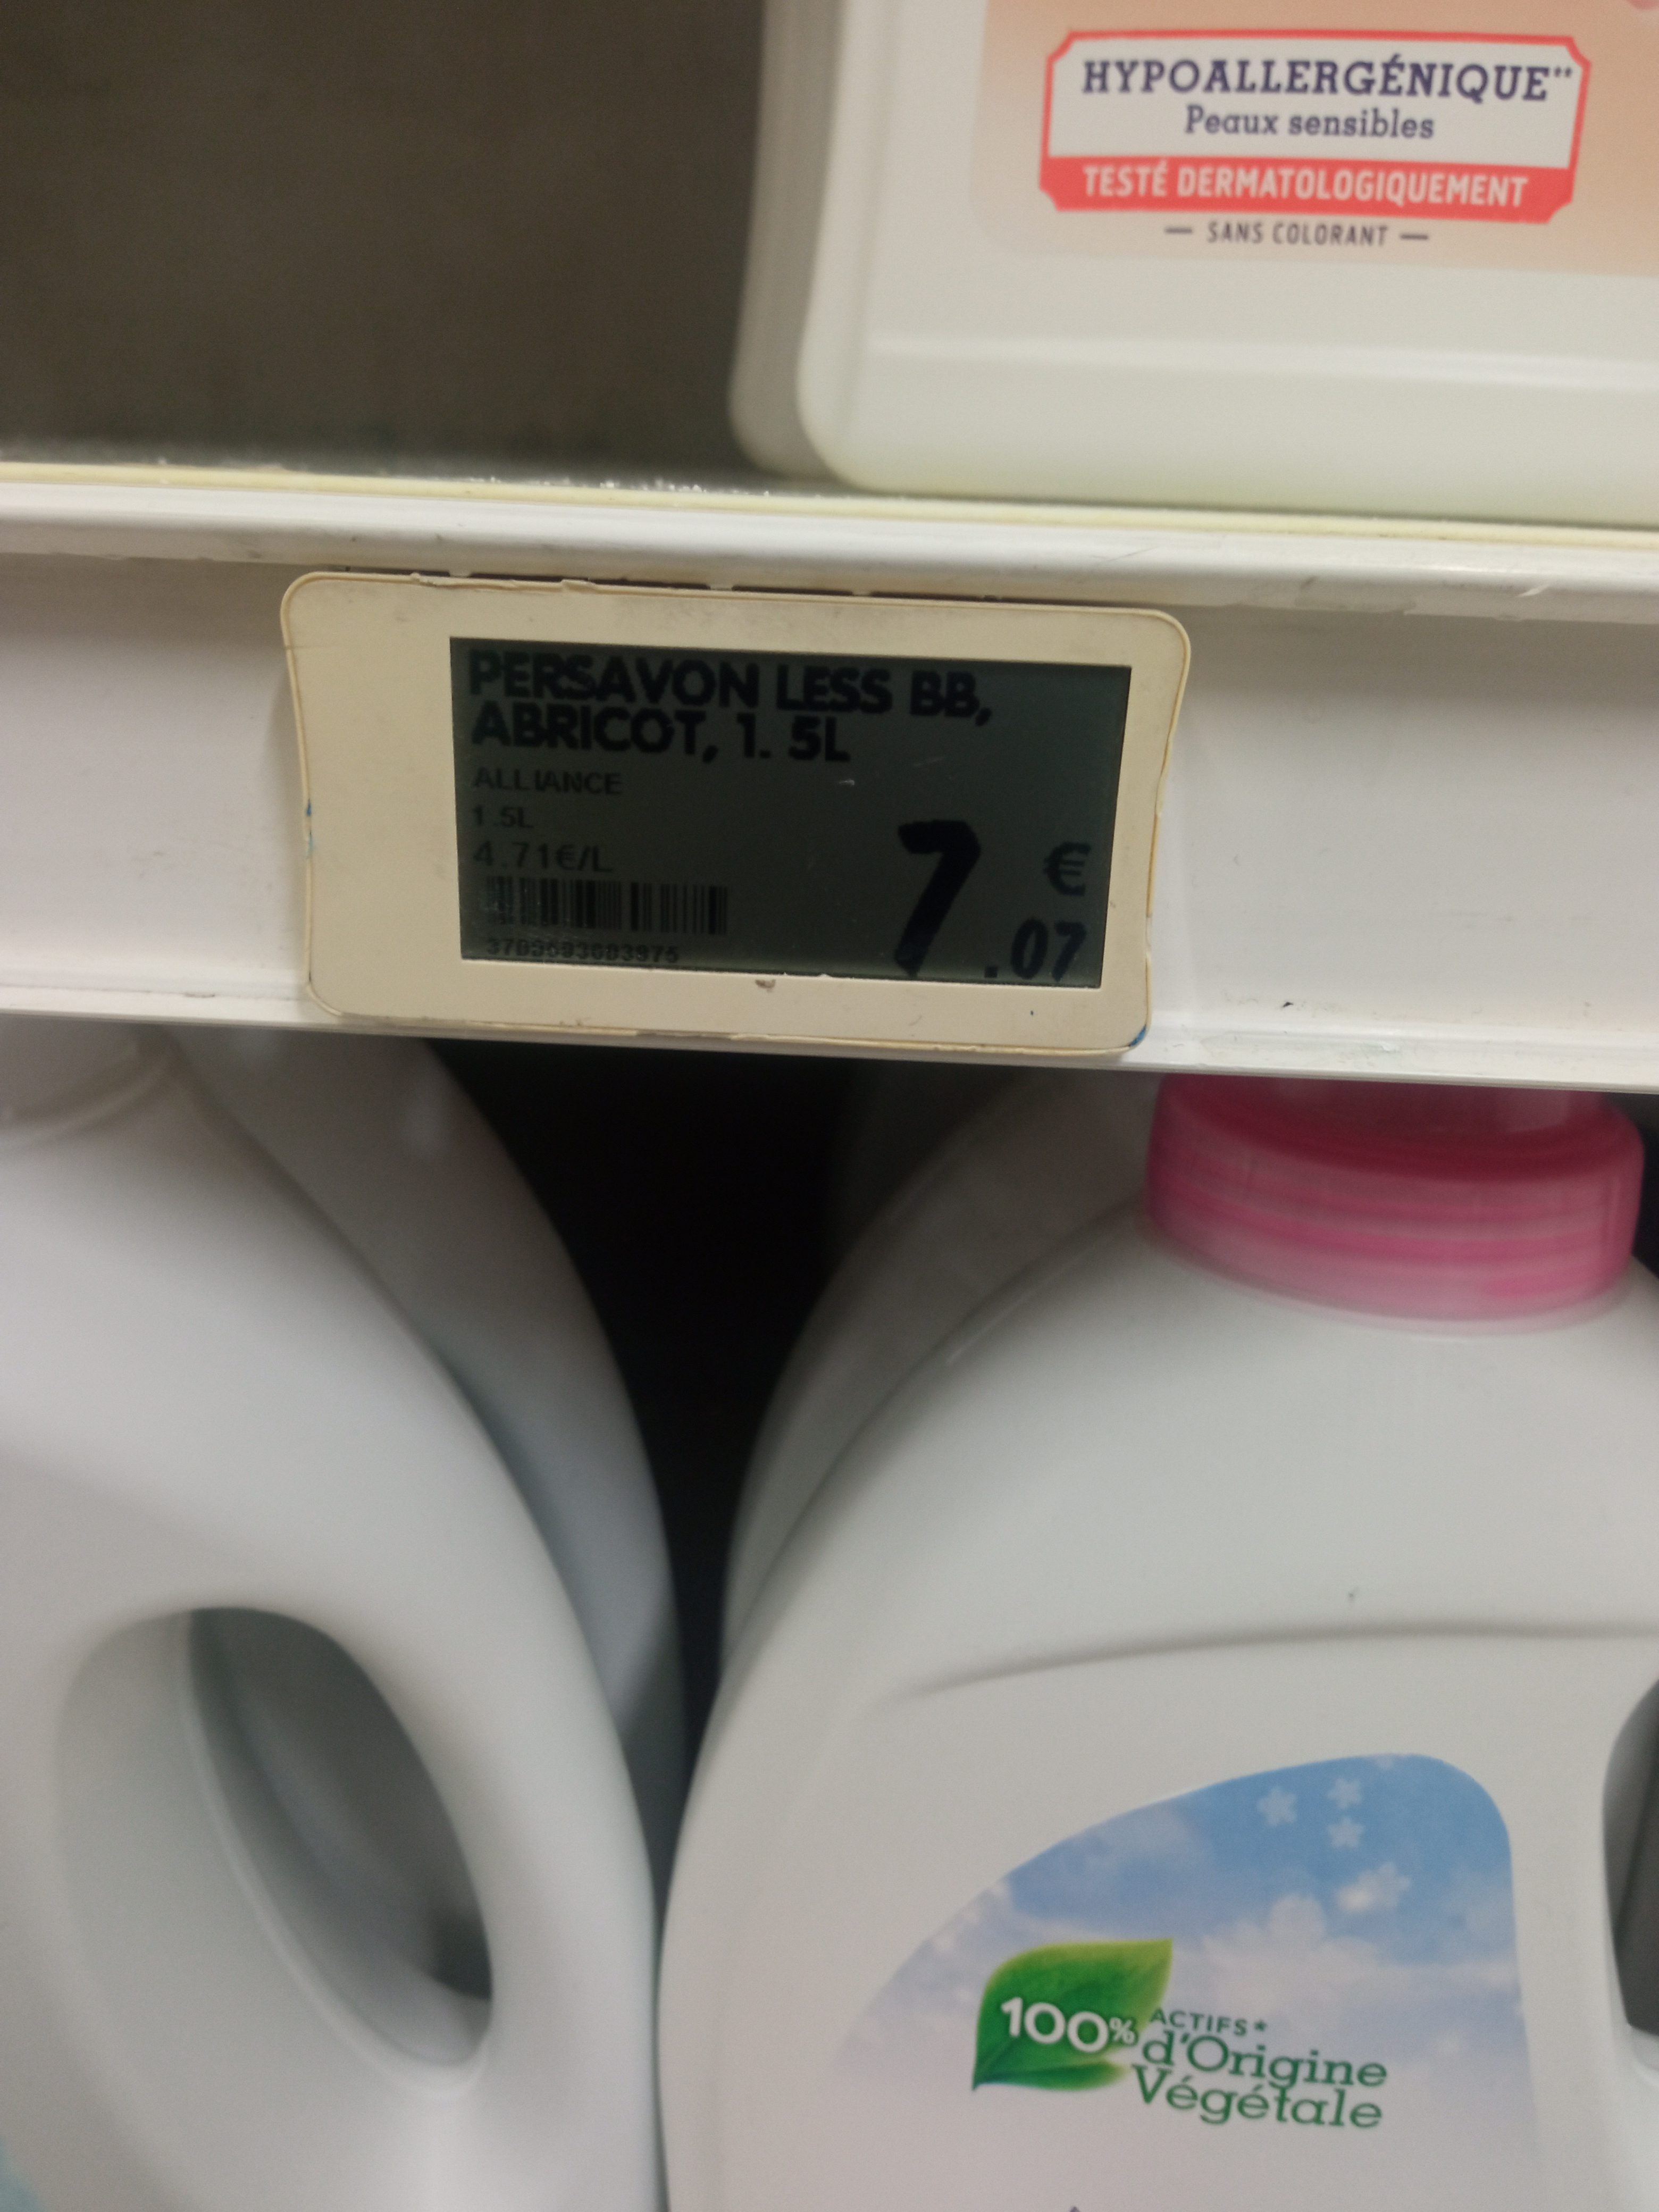 HYPOALLERGÉNIQUE**
Peaux sensibles
TESTÉ DERMATOLOGIQUEMENT
— SANS COLORANT —
PERSAVON LESS BB,
ABRICOT, 1. 5L
ALLIANCE
1.5L
4.71€/L
7 €
.07
100% ACTIFS*
d'Origine
Végétale